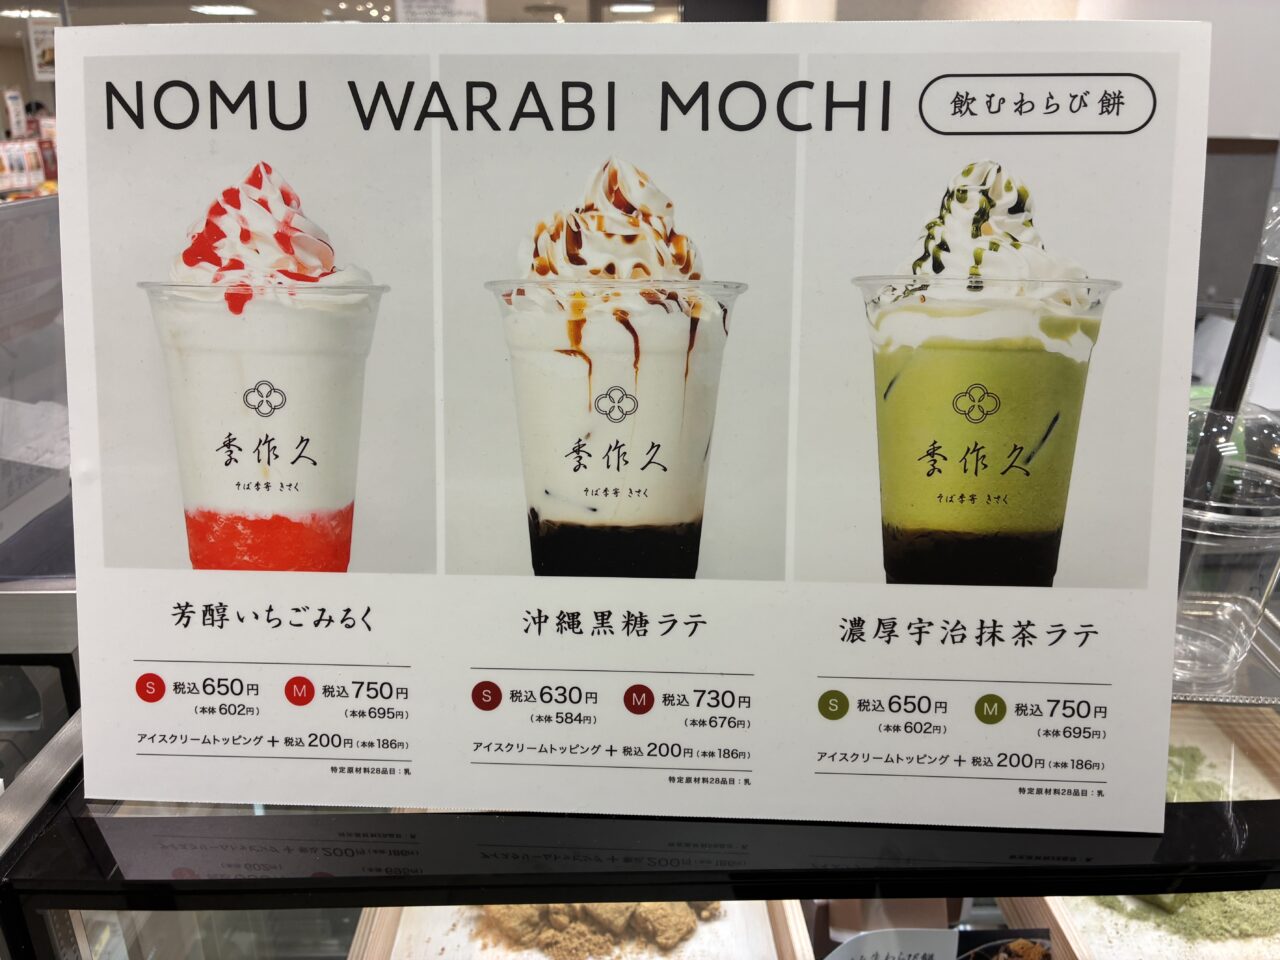 NOMU WARABI MOCHI 飲むわらび餅
季作久
そば季寄 きさく
季作久
そば季寄 きさく
季作久
そば季寄 きさく
芳醇いちごみるく
S 税込650円 M 税込750円
(本体602円) (本体695円)
アイスクリームトッピング + 税込200円(本体186円)
特定原材料28品目:乳
沖縄黒糖ラテ
S 税込630円 M 税込730円
(本体584円) (本体676円)
アイスクリームトッピング + 税込200円(本体186円)
特定原材料28品目:乳
濃厚宇治抹茶ラテ
S 税込650円 M 税込750円
(本体602円) (本体695円)
アイスクリームトッピング + 税込200円(本体186円)
特定原材料28品目:乳